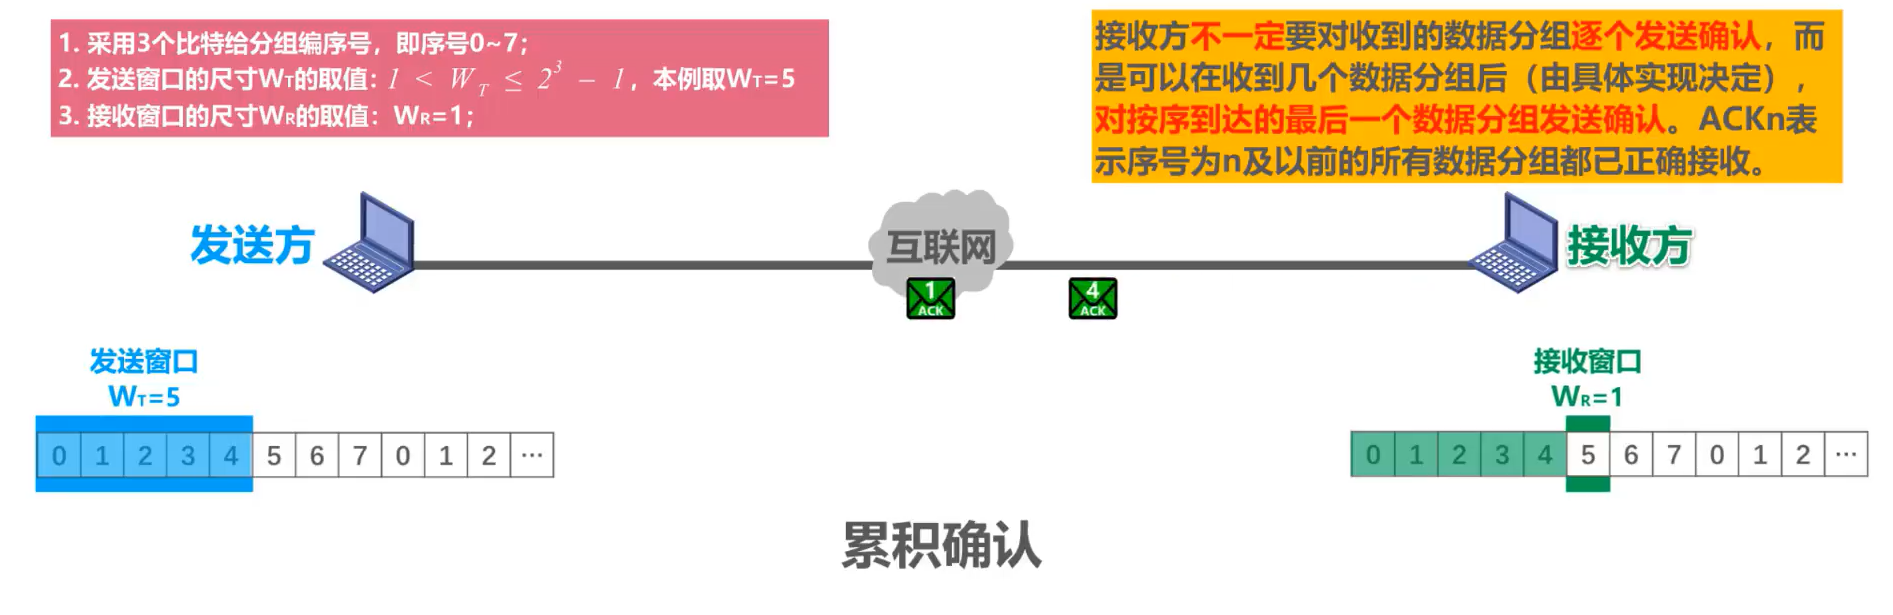 1. 采用3个比特给分组编序号，即序号0~7；
2. 发送窗口的尺寸WT的取值：1 < W_T ≤ 2^3 − 1，本例取WT=5
3. 接收窗口的尺寸WR的取值：WR=1；
接收方不一定要对收到的数据分组逐个发送确认，而
是可以在收到几个数据分组后（由具体实现决定），
对按序到达的最后一个数据分组发送确认。ACKn表
示序号为n及以前的所有数据分组都已正确接收。
发送方
互联网
接收方
1
ACK
4
ACK
发送窗口
WT=5
0 1 2 3 4 5 6 7 0 1 2 ···
接收窗口
WR=1
0 1 2 3 4 5 6 7 0 1 2 ···
累积确认